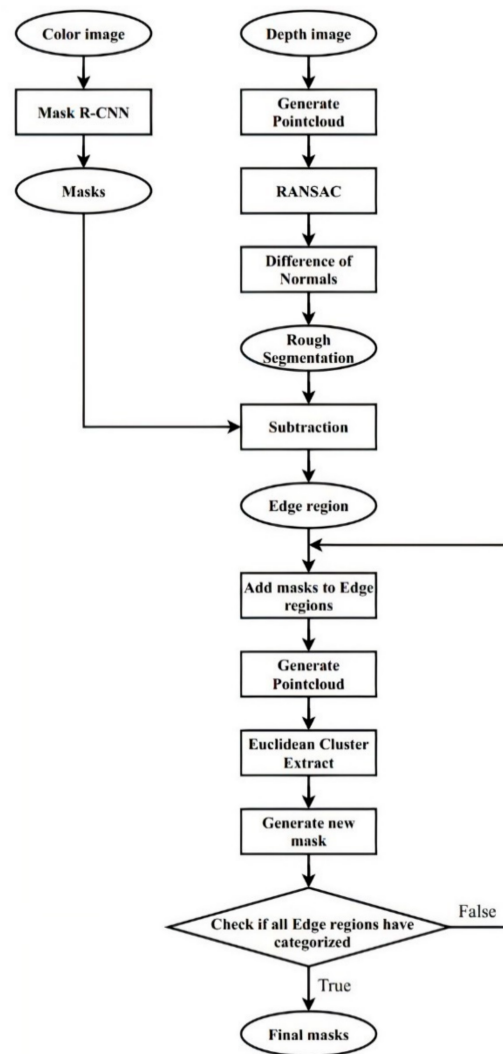 Color image
Depth image
Mask R-CNN
Generate
Pointcloud
Masks
RANSAC
Difference of
Normals
Rough
Segmentation
Subtraction
Edge region
Add masks to Edge
regions
Generate
Pointcloud
Euclidean Cluster
Extract
Generate new
mask
Check if all Edge regions have
categorized
False
True
Final masks